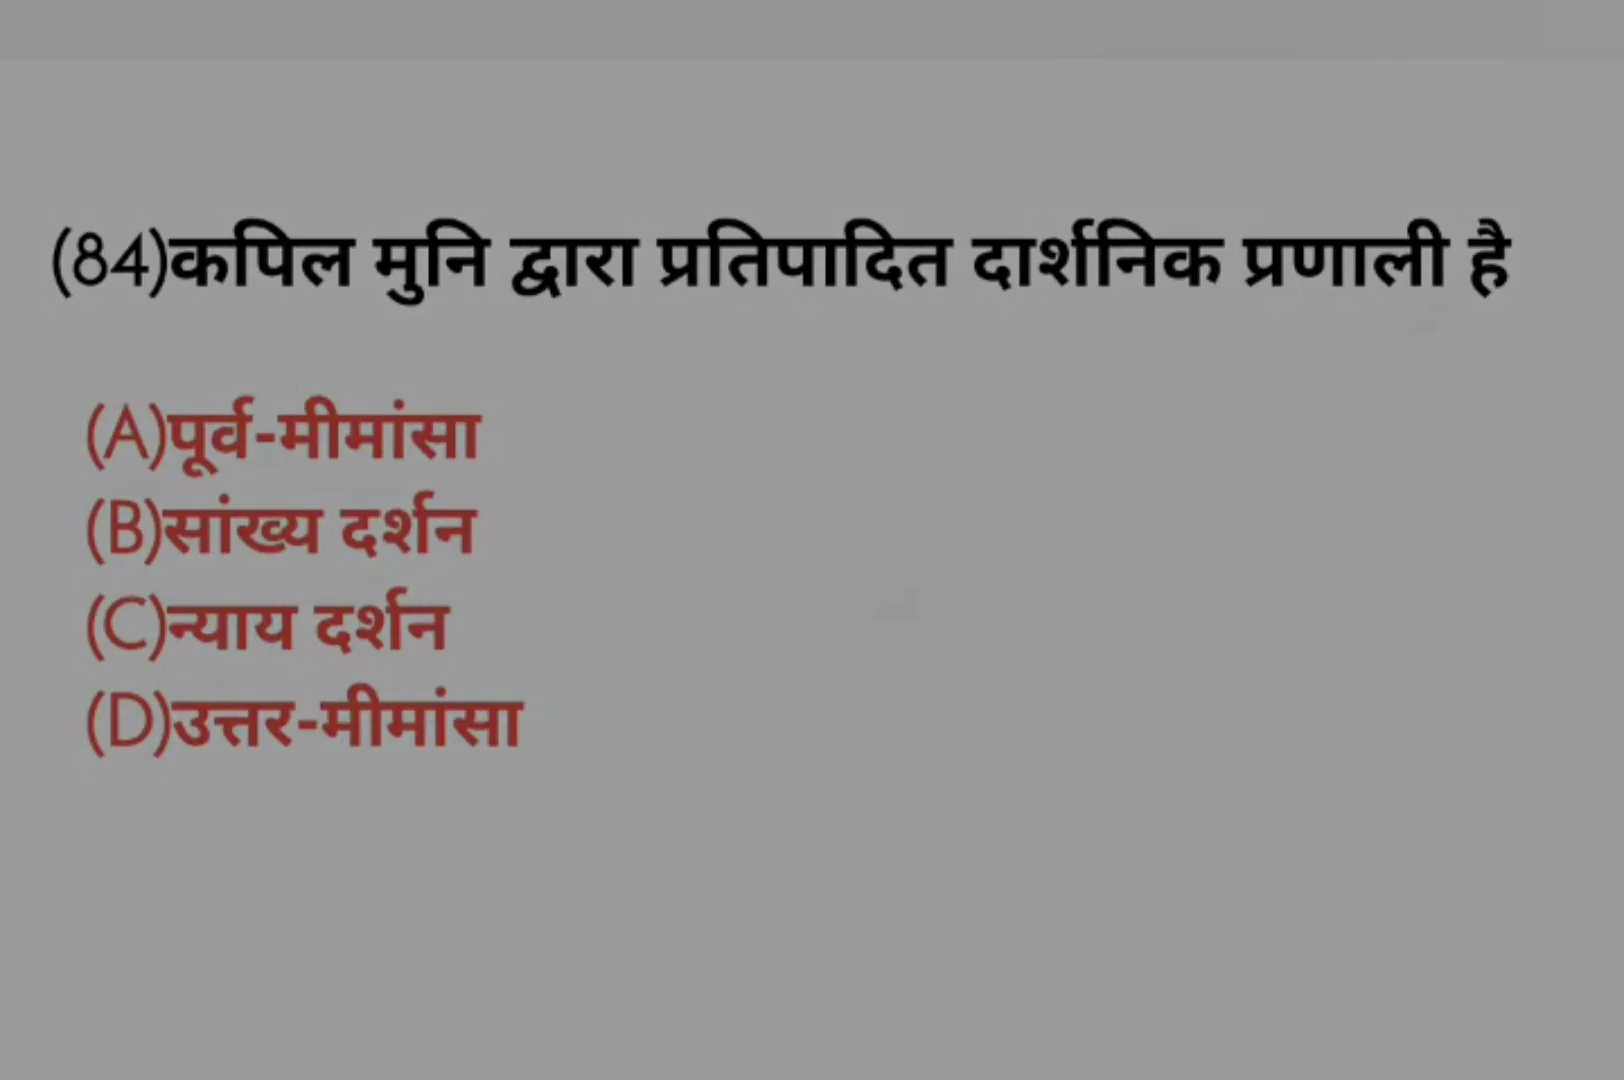 (84)कपिल मुनि द्वारा प्रतिपादित दार्शनिक प्रणाली है
(A)पूर्व-मीमांसा
(B)सांख्य दर्शन
(C)न्याय दर्शन
(D)उत्तर-मीमांसा